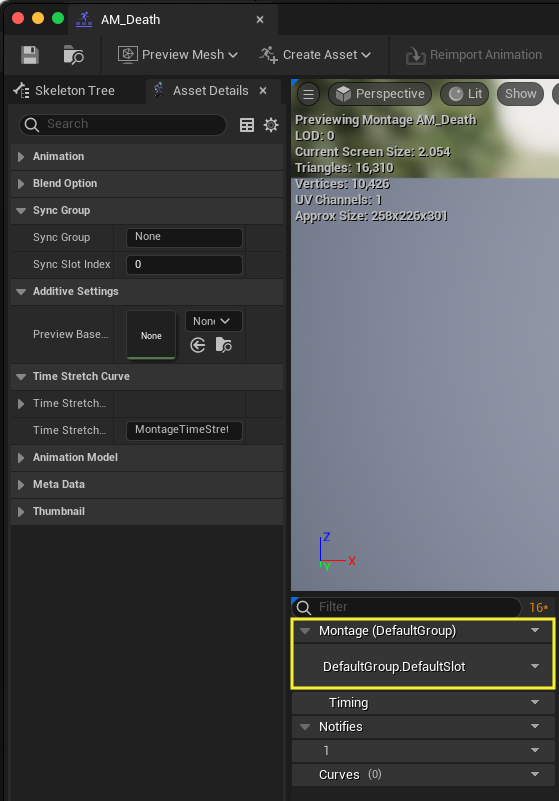 AM_Death
Preview Mesh
Create Asset
Reimport Animation
Skeleton Tree
Asset Details
Search
Animation
Blend Option
Sync Group
Sync Group
None
Sync Slot Index
0
Additive Settings
Preview Base...
None
None
Time Stretch Curve
Time Stretch...
Time Stretch...
MontageTimeStret
Animation Model
Meta Data
Thumbnail
Perspective
Lit
Show
Previewing Montage AM_Death
LOD: 0
Current Screen Size: 2.054
Triangles: 16,310
Vertices: 10,426
UV Channels: 1
Approx Size: 258x226x301
Z
X
Y
Filter
16*
Montage (DefaultGroup)
DefaultGroup.DefaultSlot
Timing
Notifies
1
Curves (0)